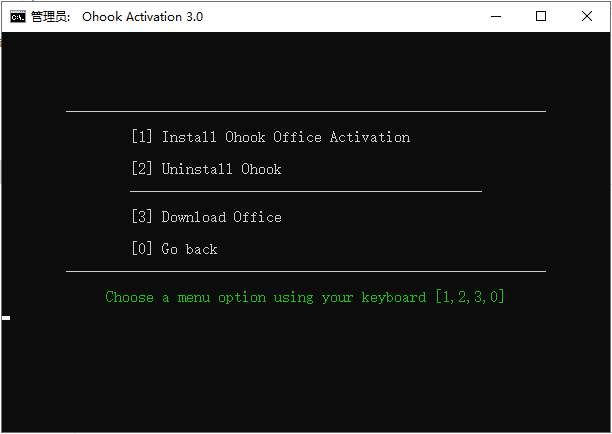 管理员: Ohook Activation 3.0
[1] Install Ohook Office Activation
[2] Uninstall Ohook
[3] Download Office
[0] Go back
Choose a menu option using your keyboard [1,2,3,0]